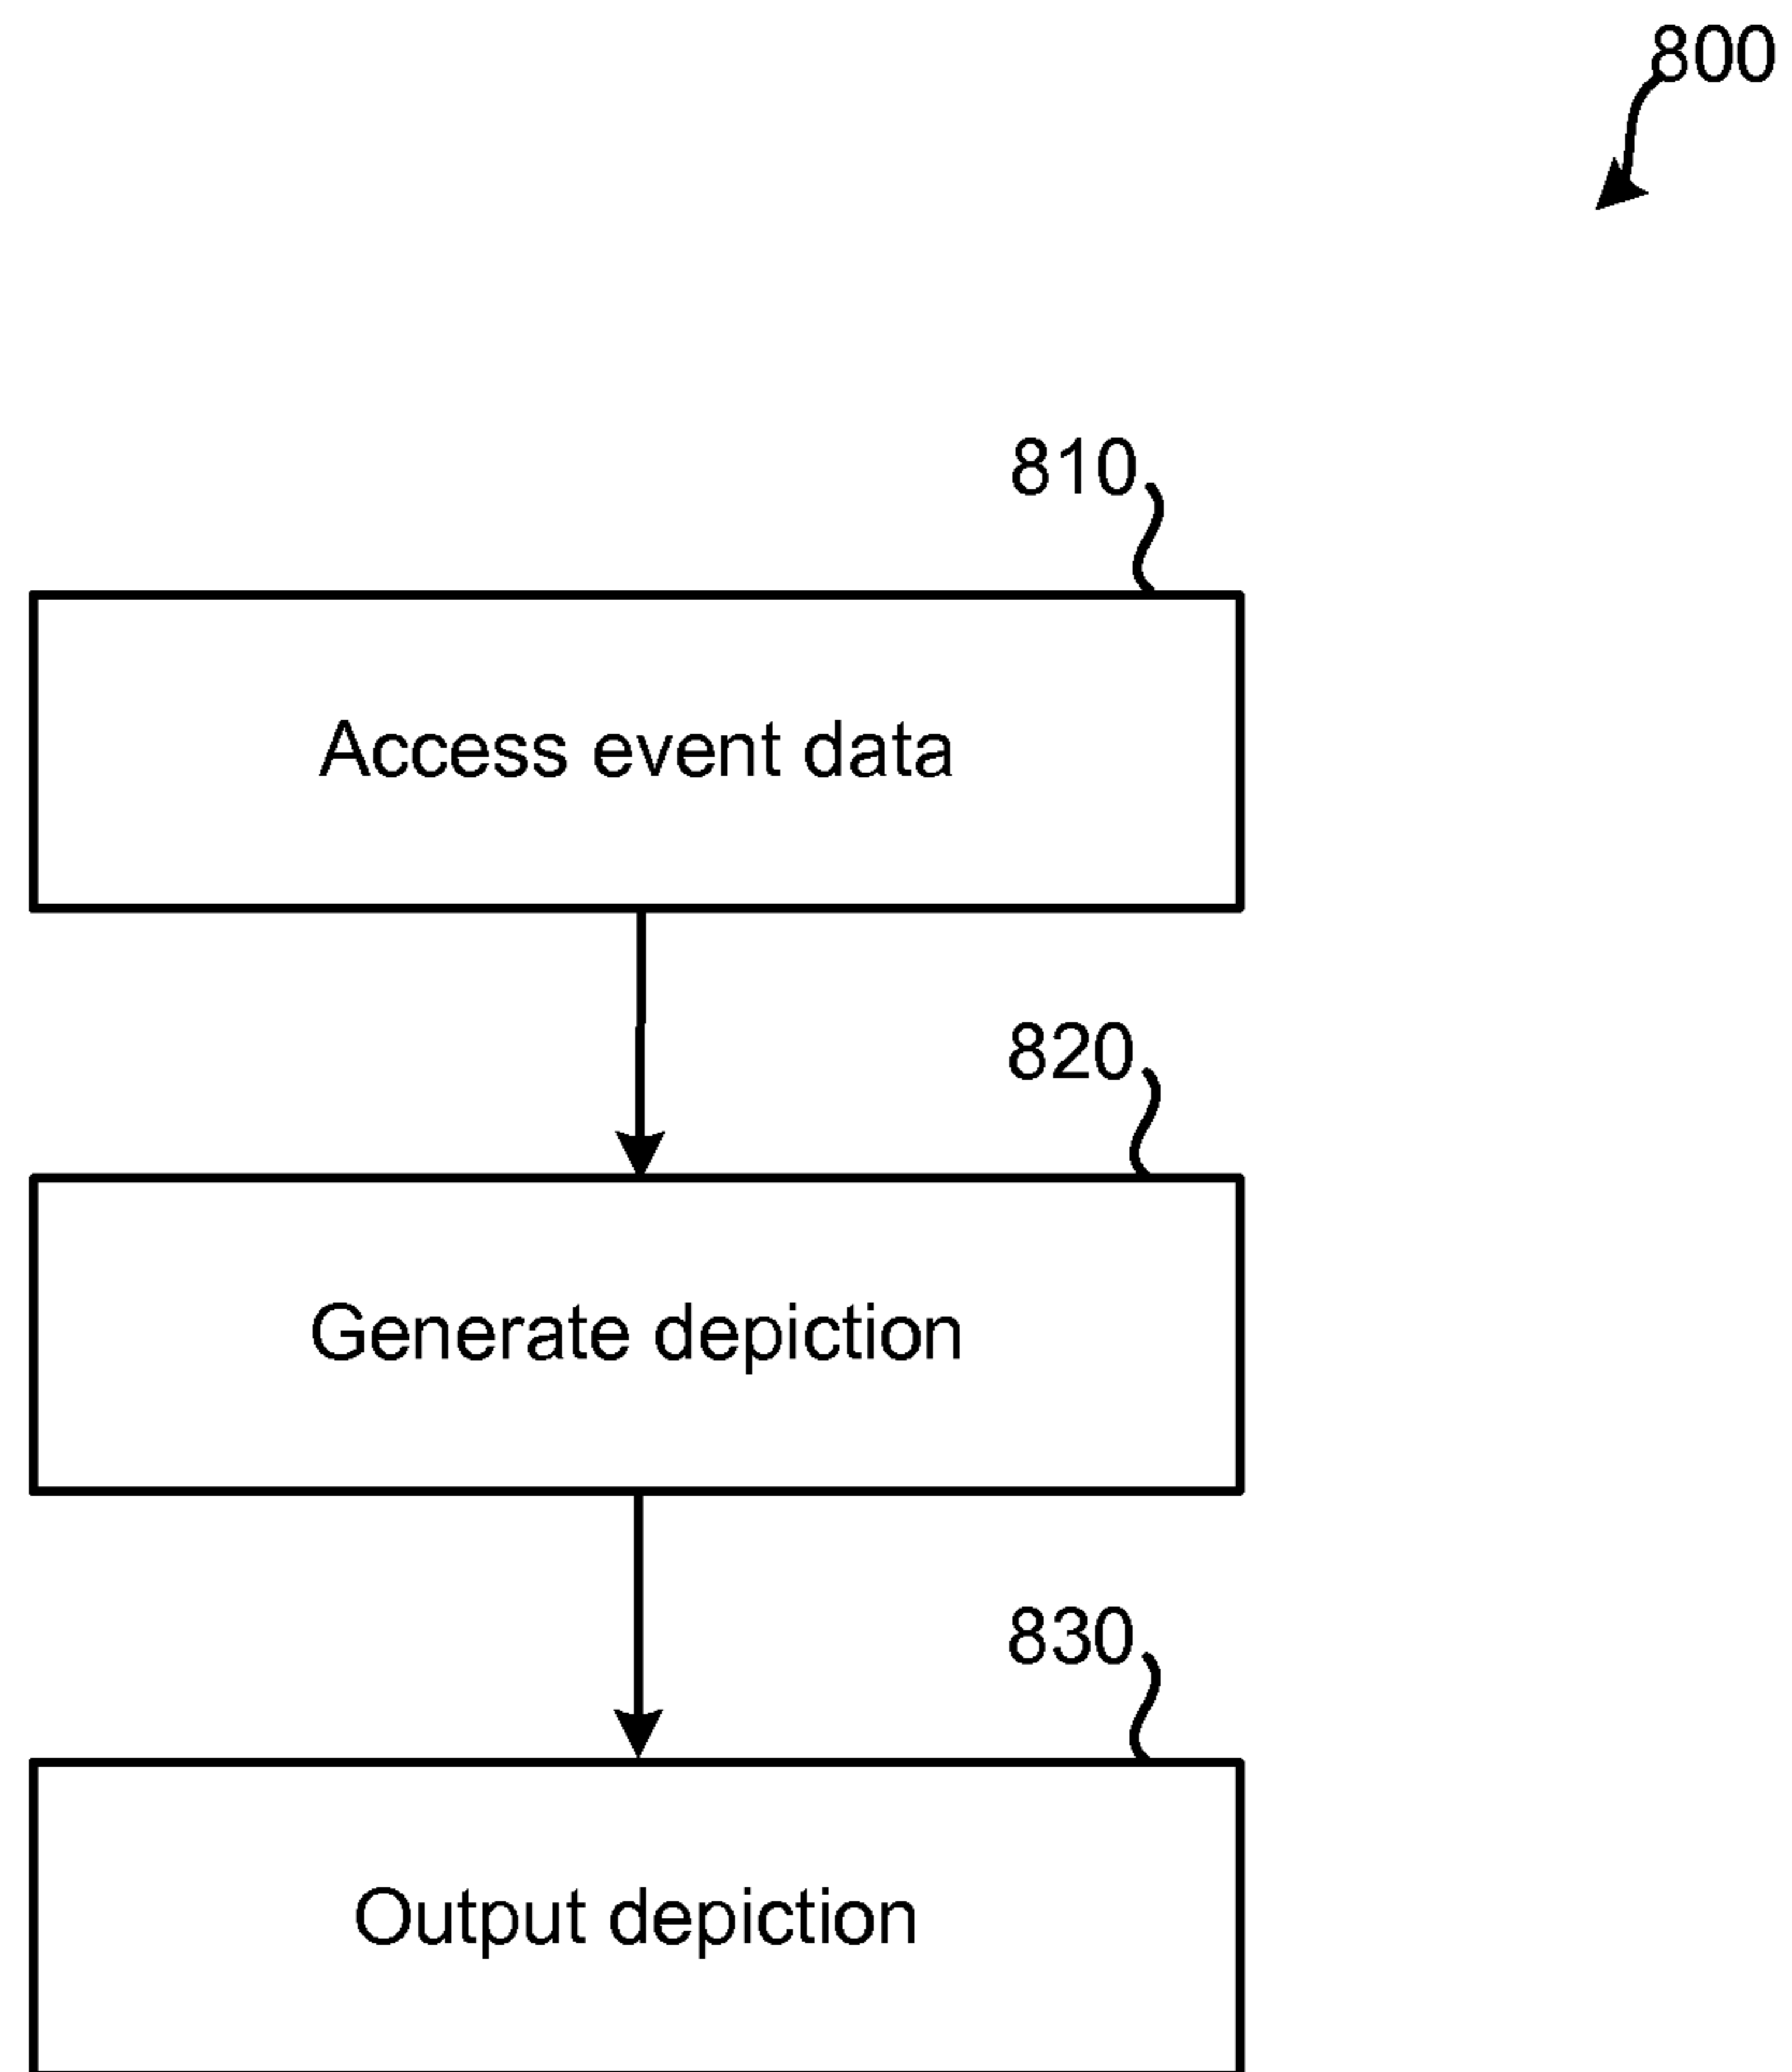 800
810
Access event data
820
Generate depiction
830
Output depiction